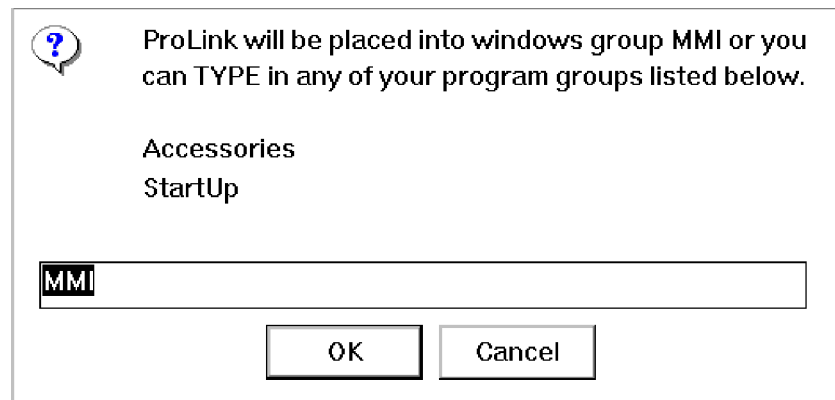 ProLink will be placed into windows group MMI or you
can TYPE in any of your program groups listed below.
Accessories
StartUp
MMI
OK Cancel